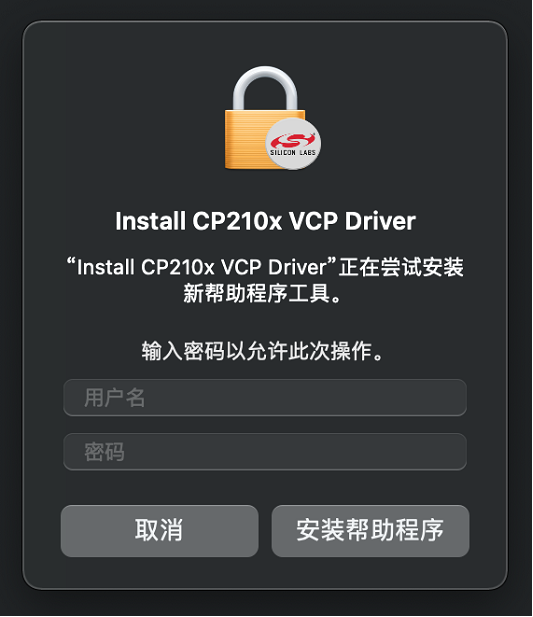 SILICON LABS
Install CP210x VCP Driver
“Install CP210x VCP Driver”正在尝试安装
新帮助程序工具。
输入密码以允许此次操作。
用户名
密码
取消
安装帮助程序